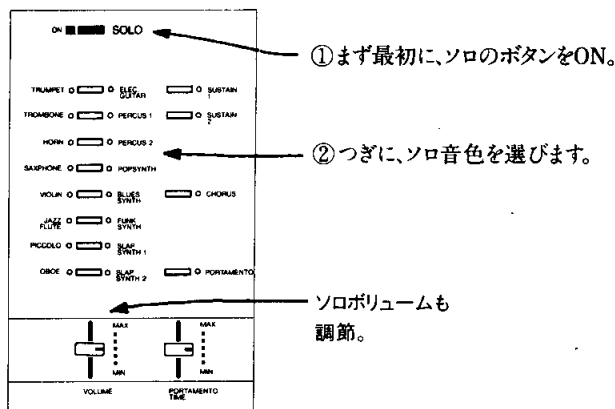 ON SOLO
①まず最初に、ソロのボタンをON。
TRUMPET ELEC GUITAR SUSTAIN 1
TROMBONE PERCUS 1 SUSTAIN 2
HORN PERCUS 2
②つぎに、ソロ音色を選びます。
SAXPHONE POPSYNTH
VIOLIN BLUES SYNTH CHORUS
JAZZ FLUTE FUNK SYNTH
PICCOLO SLAP SYNTH 1
OBOE SLAP SYNTH 2 PORTAMENTO
ソロボリュームも
調節。
MAX MAX
MIN MIN
VOLUME PORTAMENTO TIME